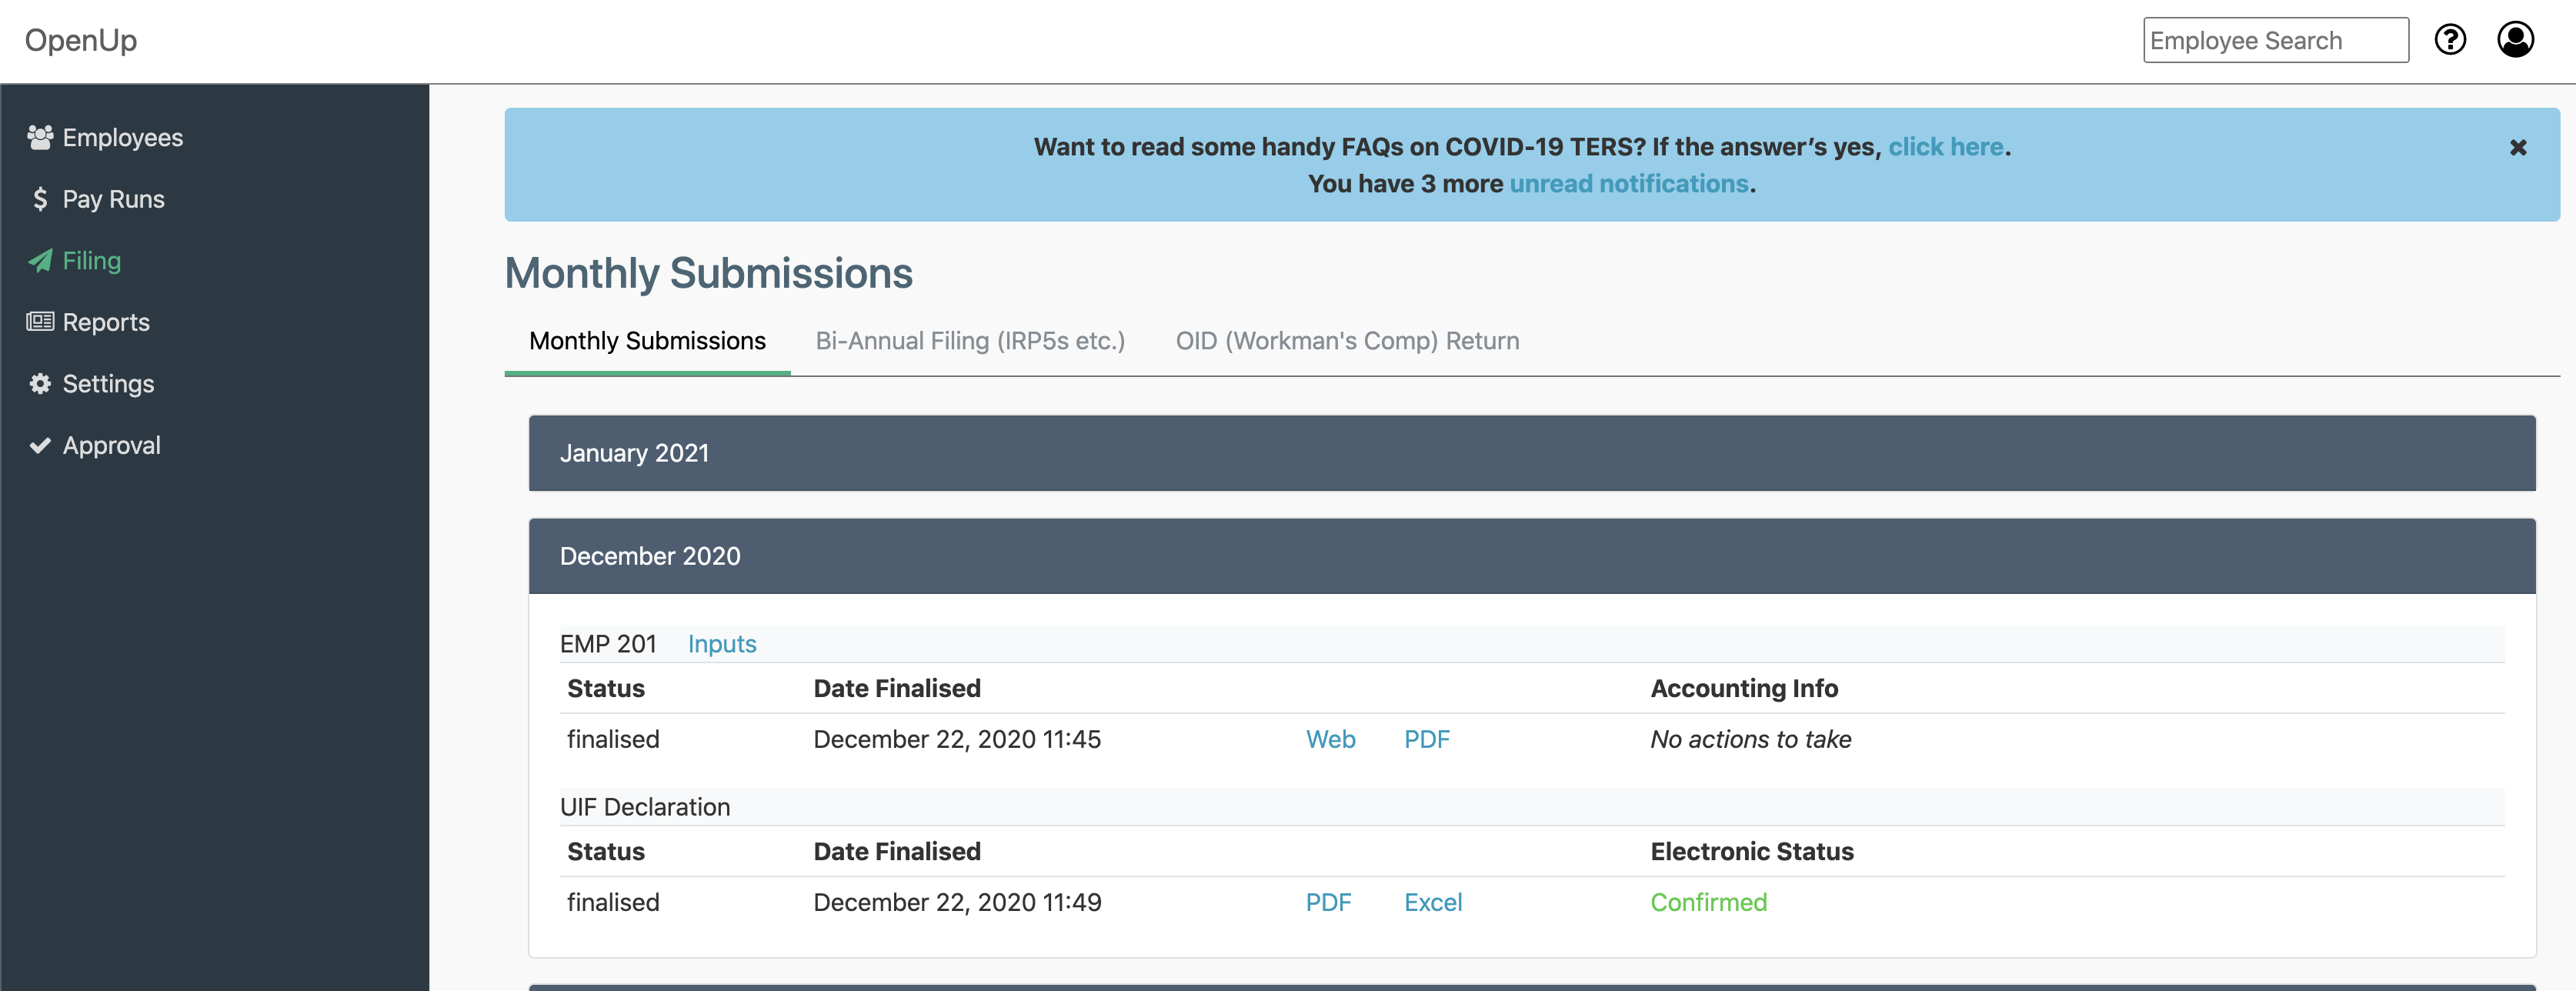 OpenUp
Employee Search
Employees
Pay Runs
Filing
Reports
Settings
Approval
Want to read some handy FAQs on COVID-19 TERS? If the answer’s yes, click here.
You have 3 more unread notifications.
Monthly Submissions
Monthly Submissions Bi-Annual Filing (IRP5s etc.) OID (Workman's Comp) Return
January 2021
December 2020
EMP 201 Inputs
Status Date Finalised Accounting Info
finalised December 22, 2020 11:45 Web PDF No actions to take
UIF Declaration
Status Date Finalised Electronic Status
finalised December 22, 2020 11:49 PDF Excel Confirmed